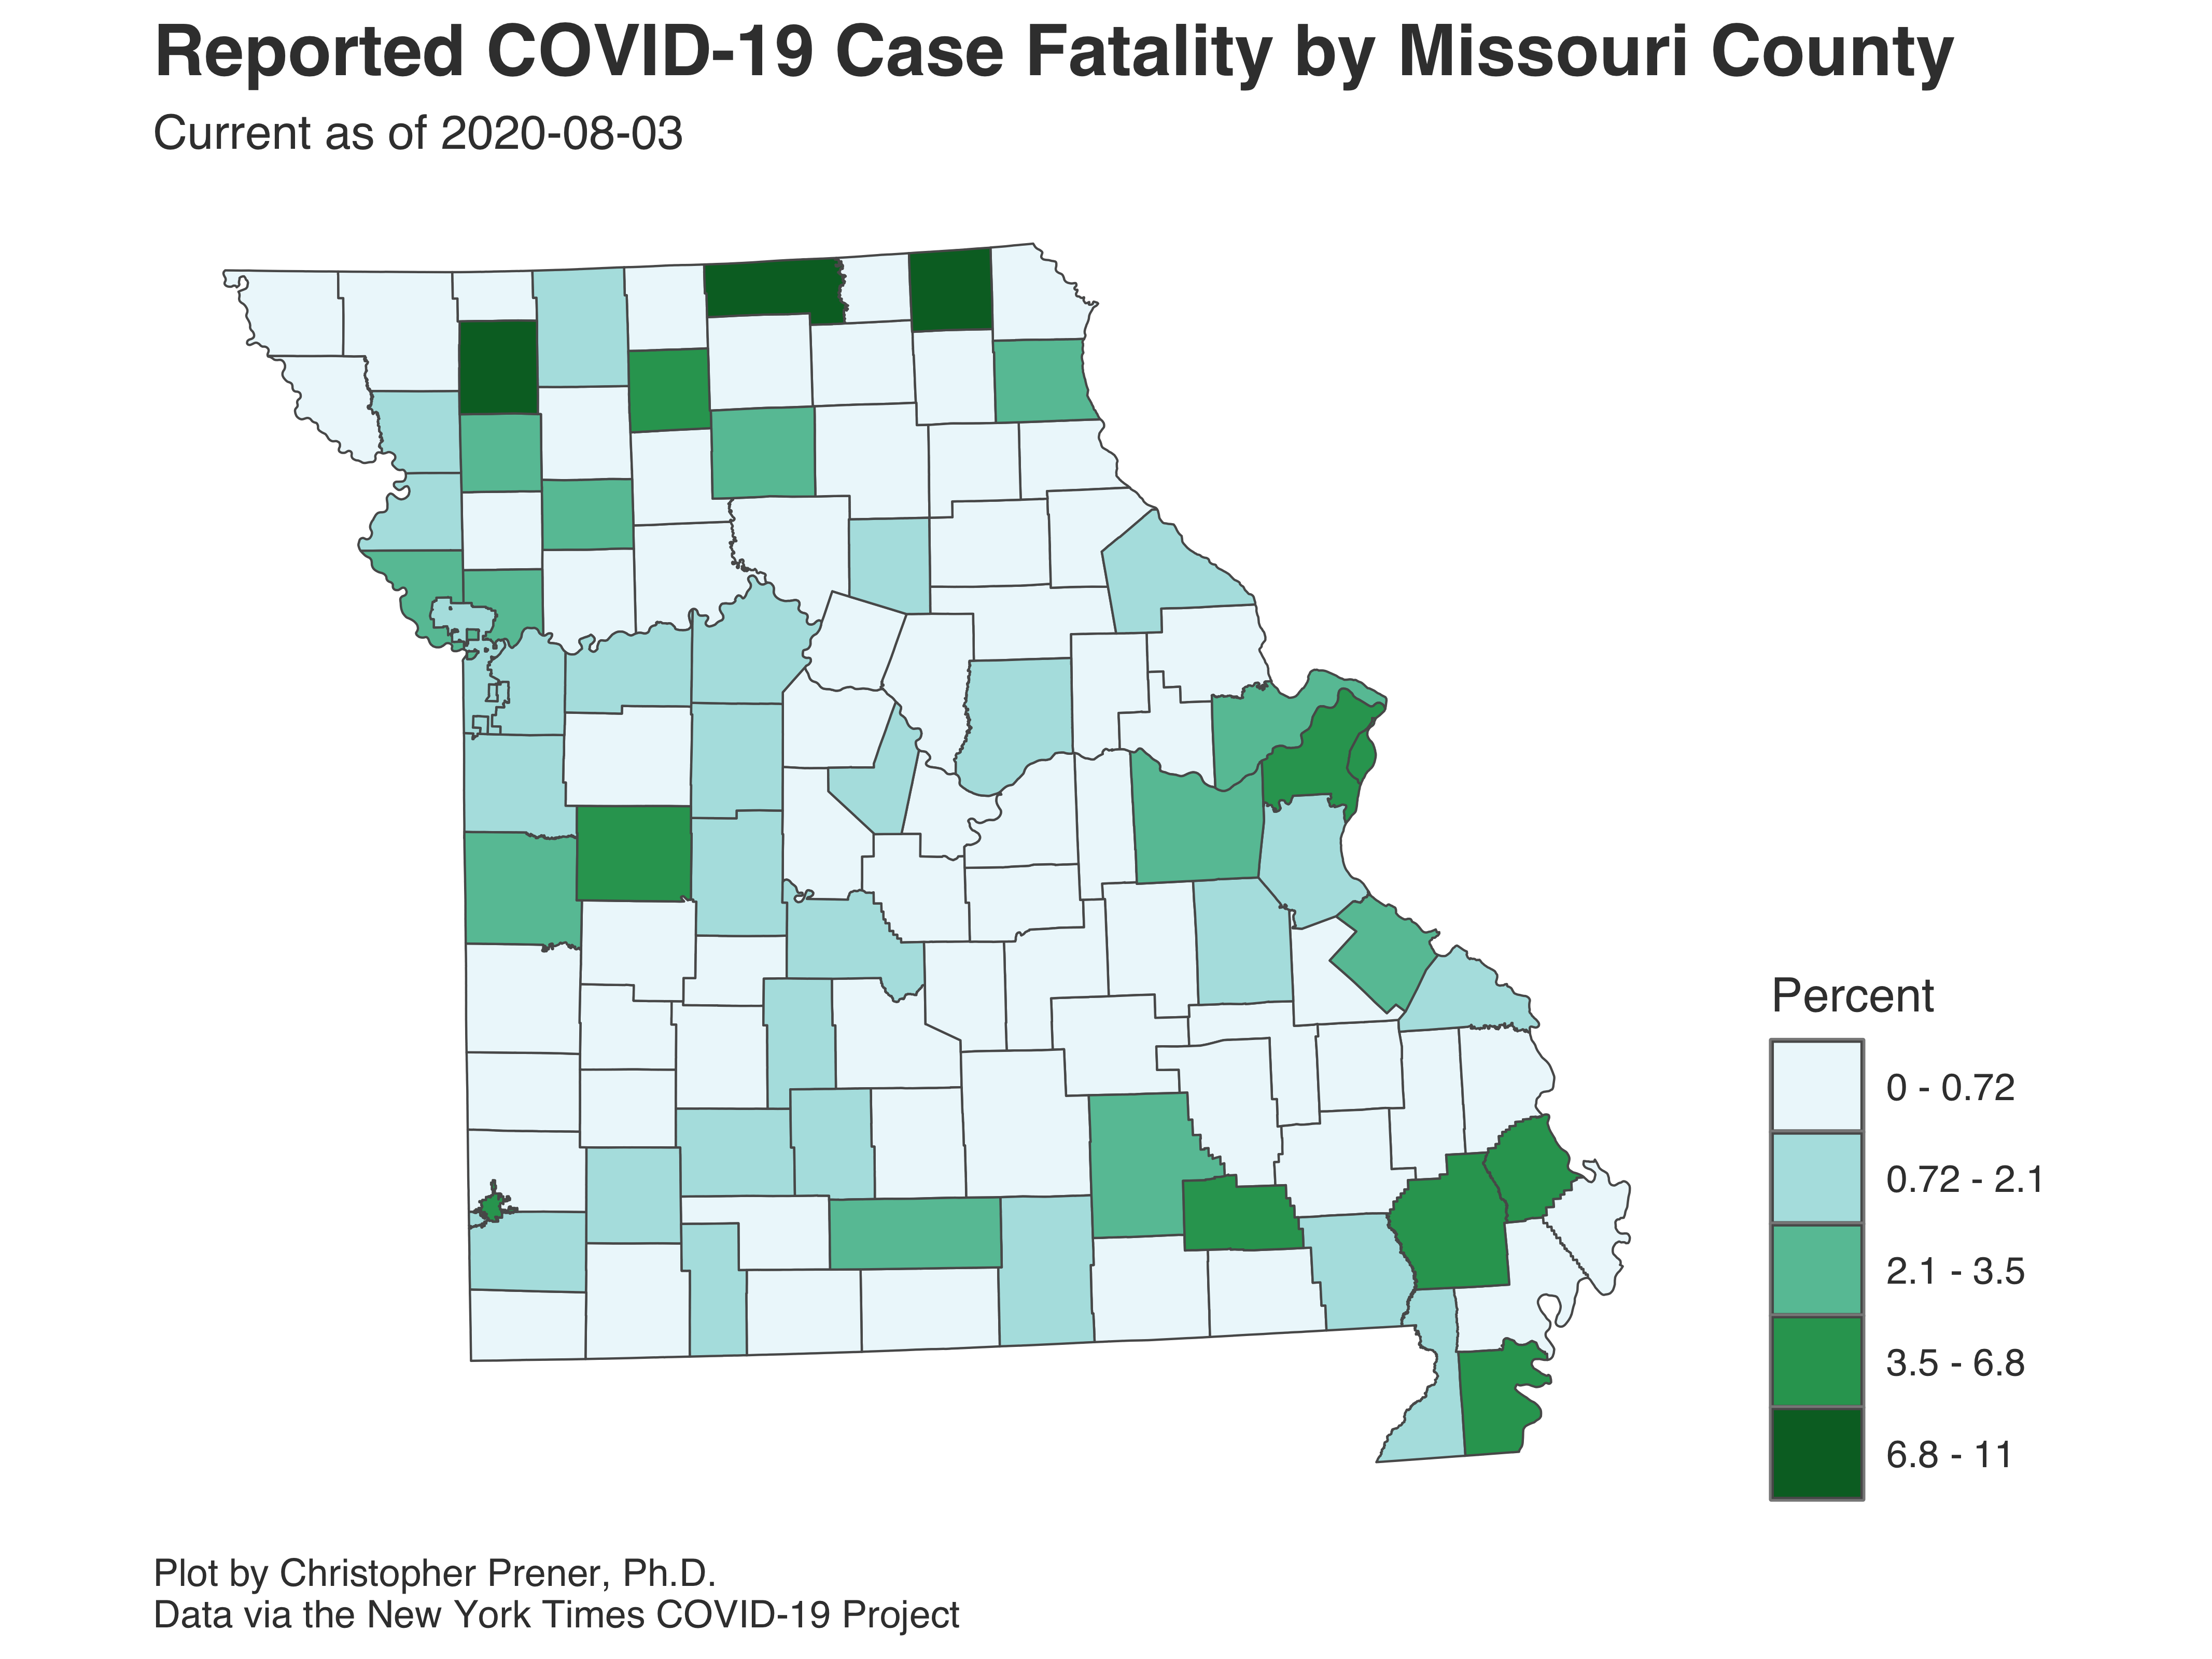 Reported COVID-19 Case Fatality by Missouri County
Current as of 2020-08-03
Percent
0 - 0.72
0.72 - 2.1
2.1 - 3.5
3.5 - 6.8
6.8 - 11
Plot by Christopher Prener, Ph.D.
Data via the New York Times COVID-19 Project